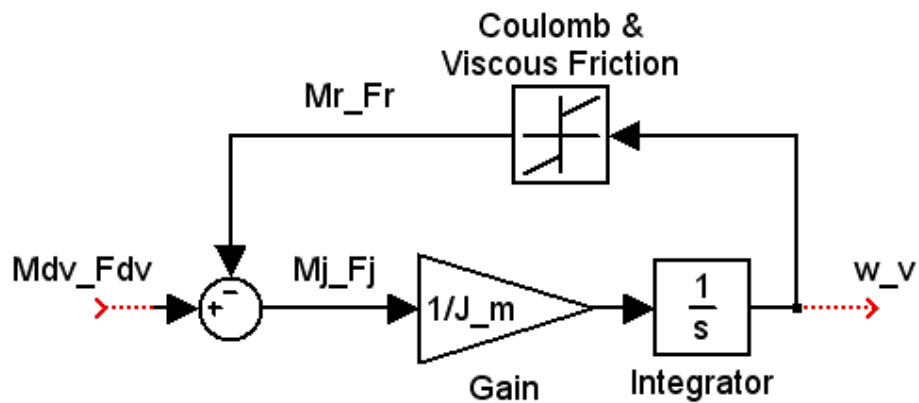 Coulomb &
Viscous Friction
Mr_Fr
Mdv_Fdv
+
−
Mj_Fj
1/J_m
1
s
w_v
Gain
Integrator